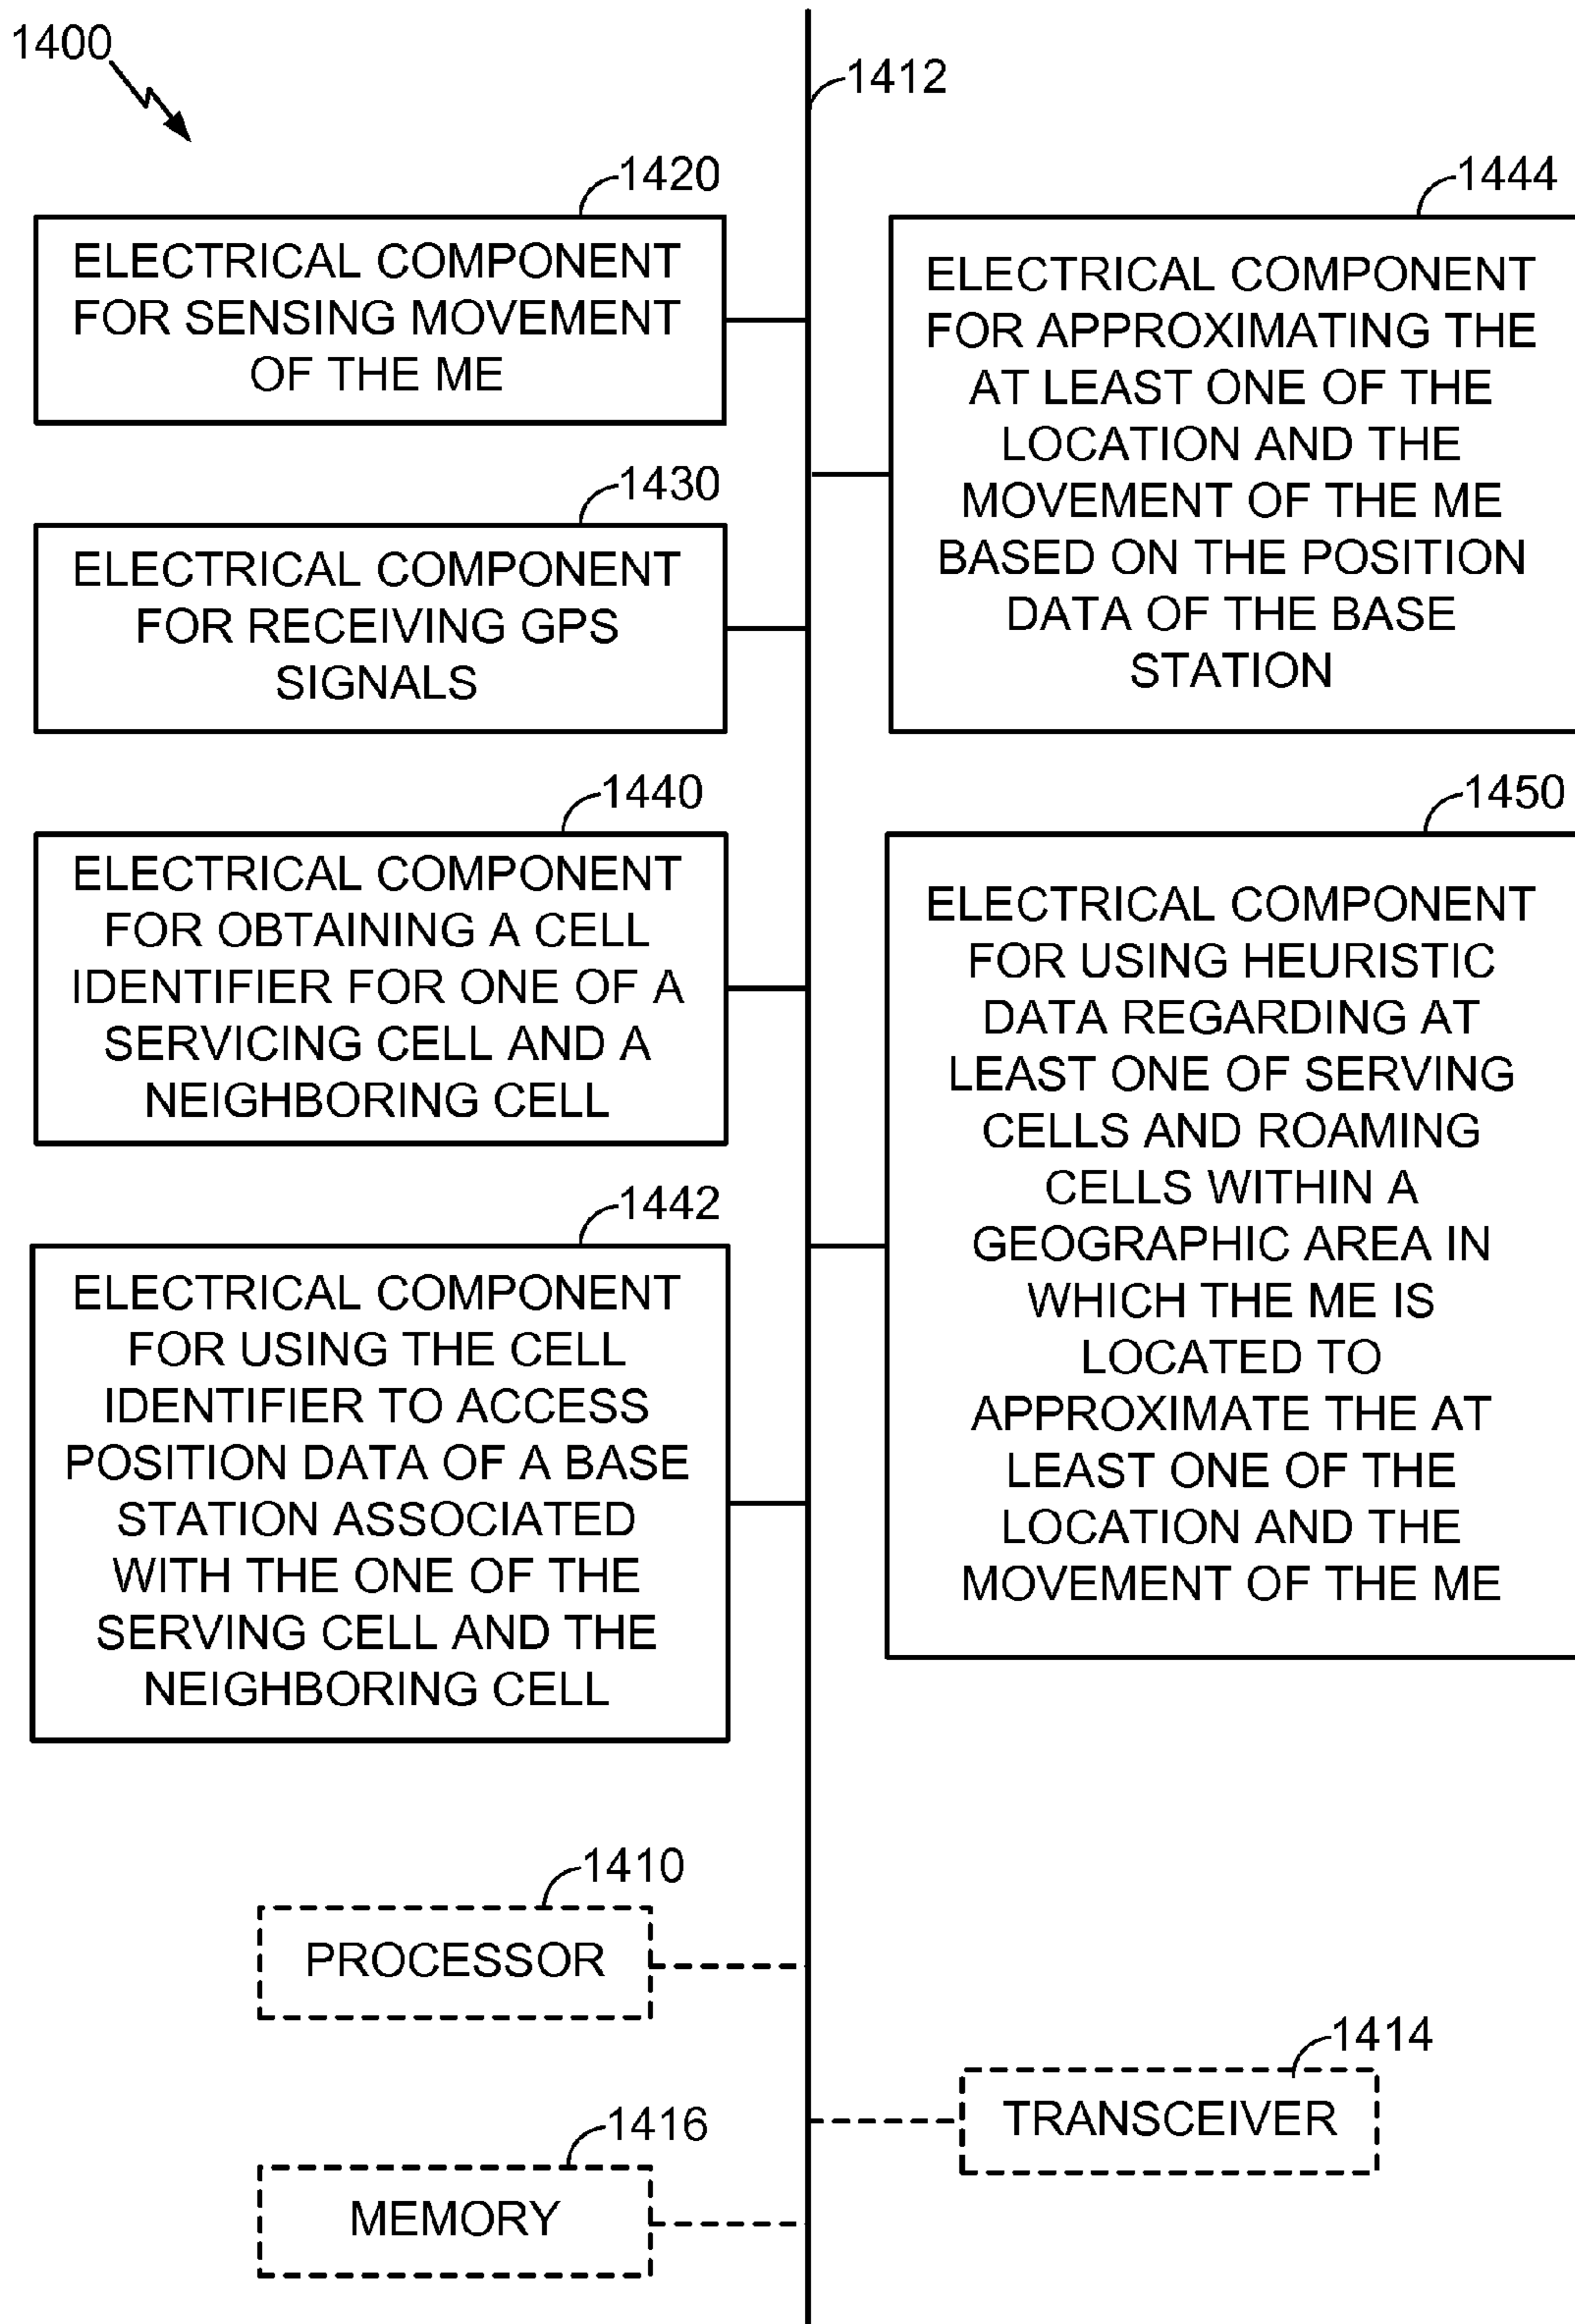 1400
1412
1420
ELECTRICAL COMPONENT
FOR SENSING MOVEMENT
OF THE ME
1444
ELECTRICAL COMPONENT
FOR APPROXIMATING THE
AT LEAST ONE OF THE
LOCATION AND THE
MOVEMENT OF THE ME
BASED ON THE POSITION
DATA OF THE BASE
STATION
1430
ELECTRICAL COMPONENT
FOR RECEIVING GPS
SIGNALS
1440
ELECTRICAL COMPONENT
FOR OBTAINING A CELL
IDENTIFIER FOR ONE OF A
SERVICING CELL AND A
NEIGHBORING CELL
1450
ELECTRICAL COMPONENT
FOR USING HEURISTIC
DATA REGARDING AT
LEAST ONE OF SERVING
CELLS AND ROAMING
CELLS WITHIN A
GEOGRAPHIC AREA IN
WHICH THE ME IS
LOCATED TO
APPROXIMATE THE AT
LEAST ONE OF THE
LOCATION AND THE
MOVEMENT OF THE ME
1442
ELECTRICAL COMPONENT
FOR USING THE CELL
IDENTIFIER TO ACCESS
POSITION DATA OF A BASE
STATION ASSOCIATED
WITH THE ONE OF THE
SERVING CELL AND THE
NEIGHBORING CELL
1410
PROCESSOR
1414
TRANSCEIVER
1416
MEMORY